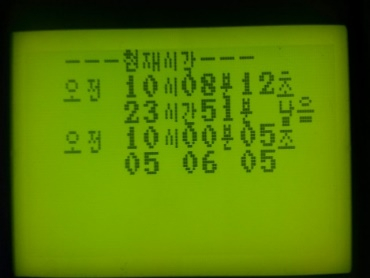 ---현재시간---
오전 10시08분12초
23시간51분 남음
오전 10시00분05초
05 06 05